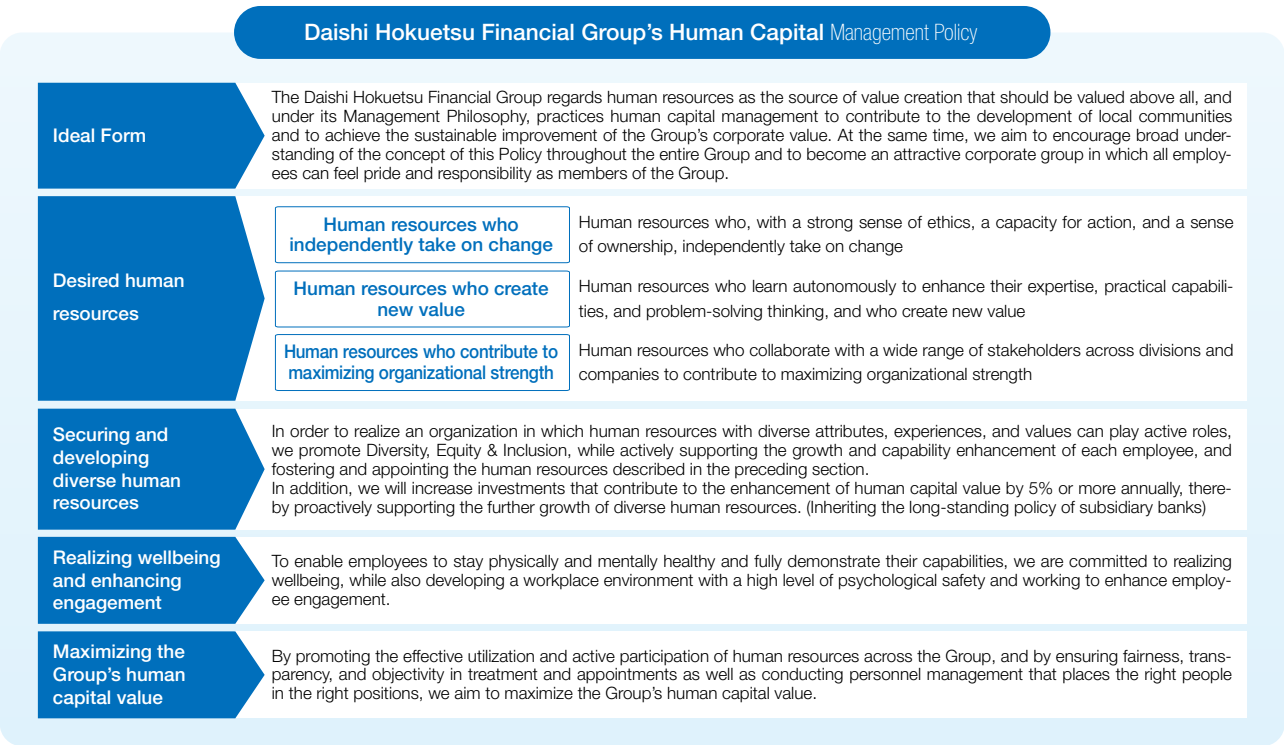 Daishi Hokuetsu Financial Group's Human Capital Management Policy
Ideal Form
The Daishi Hokuetsu Financial Group regards human resources as the source of value creation that should be valued above all, and
under its Management Philosophy, practices human capital management to contribute to the development of local communities
and to achieve the sustainable improvement of the Group's corporate value. At the same time, we aim to encourage broad under-
standing of the concept of this Policy throughout the entire Group and to become an attractive corporate group in which all employ-
ees can feel pride and responsibility as members of the Group.
Desired human
resources
Human resources who
independently take on change
Human resources who, with a strong sense of ethics, a capacity for action, and a sense
of ownership, independently take on change
Human resources who create
new value
Human resources who learn autonomously to enhance their expertise, practical capabili-
ties, and problem-solving thinking, and who create new value
Human resources who contribute to
maximizing organizational strength
Human resources who collaborate with a wide range of stakeholders across divisions and
companies to contribute to maximizing organizational strength
Securing and
developing
diverse human
resources
In order to realize an organization in which human resources with diverse attributes, experiences, and values can play active roles,
we promote Diversity, Equity & Inclusion, while actively supporting the growth and capability enhancement of each employee, and
fostering and appointing the human resources described in the preceding section.
In addition, we will increase investments that contribute to the enhancement of human capital value by 5% or more annually, there-
by proactively supporting the further growth of diverse human resources. (Inheriting the long-standing policy of subsidiary banks)
Realizing wellbeing
and enhancing
engagement
To enable employees to stay physically and mentally healthy and fully demonstrate their capabilities, we are committed to realizing
wellbeing, while also developing a workplace environment with a high level of psychological safety and working to enhance employ-
ee engagement.
Maximizing the
Group's human
capital value
By promoting the effective utilization and active participation of human resources across the Group, and by ensuring fairness, trans-
parency, and objectivity in treatment and appointments as well as conducting personnel management that places the right people
in the right positions, we aim to maximize the Group's human capital value.